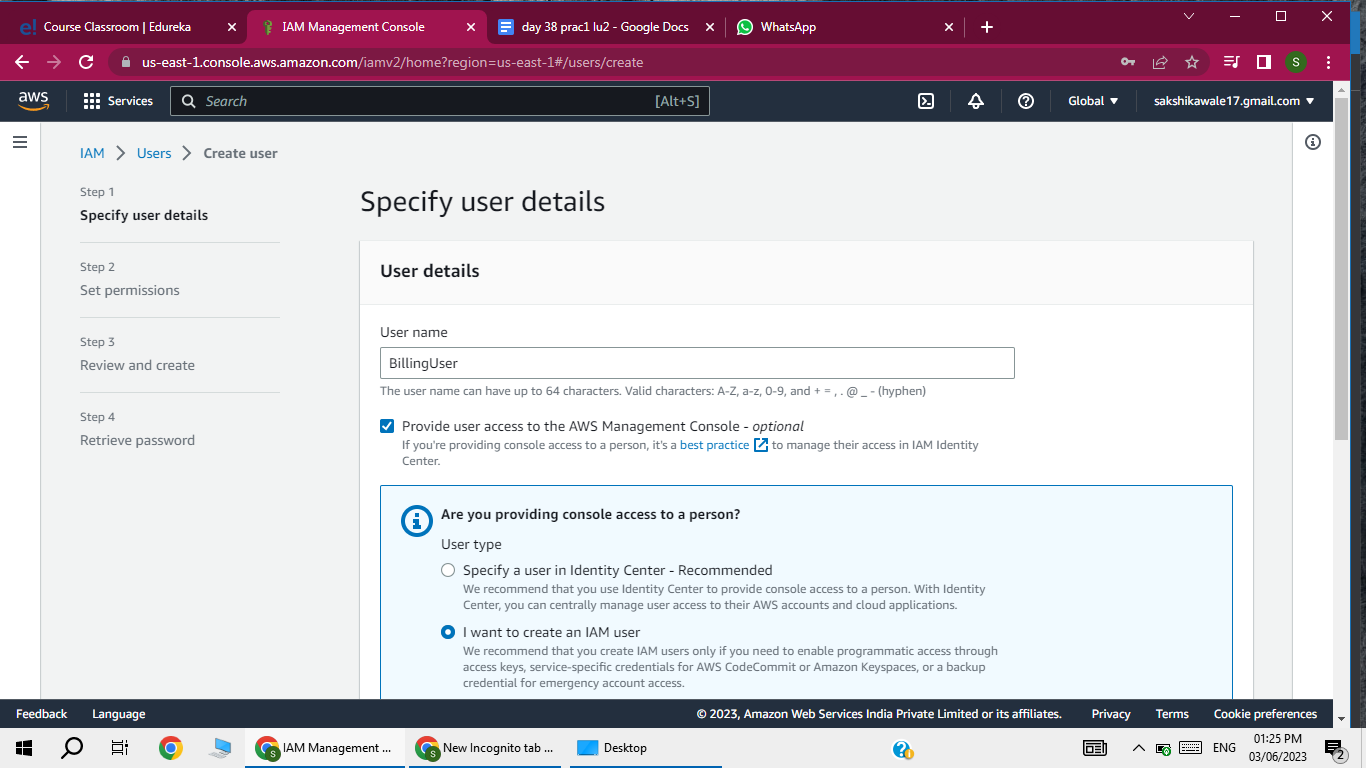 Course Classroom | Edureka
IAM Management Console
day 38 prac1 lu2 - Google Docs
WhatsApp
us-east-1.console.aws.amazon.com/iamv2/home?region=us-east-1#/users/create
S
aws
Services
Search
[Alt+S]
Global
sakshikawale17.gmail.com
IAM
Users
Create user
Step 1
Specify user details
Step 2
Set permissions
Step 3
Review and create
Step 4
Retrieve password
Specify user details
User details
User name
BillingUser
The user name can have up to 64 characters. Valid characters: A-Z, a-z, 0-9, and + = , . @ _ - (hyphen)
Provide user access to the AWS Management Console - optional
If you're providing console access to a person, it's a best practice to manage their access in IAM Identity
Center.
Are you providing console access to a person?
User type
Specify a user in Identity Center - Recommended
We recommend that you use Identity Center to provide console access to a person. With Identity
Center, you can centrally manage user access to their AWS accounts and cloud applications.
I want to create an IAM user
We recommend that you create IAM users only if you need to enable programmatic access through
access keys, service-specific credentials for AWS CodeCommit or Amazon Keyspaces, or a backup
credential for emergency account access.
Feedback
Language
© 2023, Amazon Web Services India Private Limited or its affiliates.
Privacy
Terms
Cookie preferences
S
IAM Management ...
S
New Incognito tab ...
Desktop
ENG
01:25 PM
03/06/2023
2